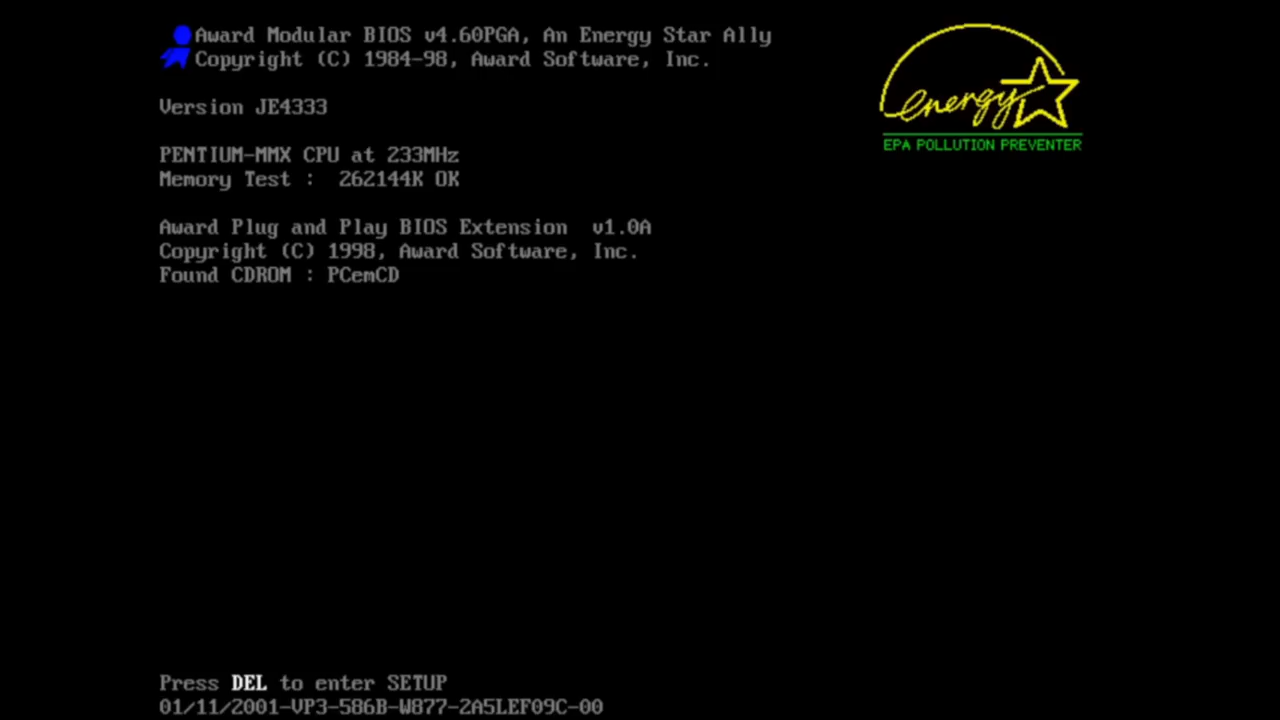 Award Modular BIOS v4.60PGA, An Energy Star Ally
Copyright (C) 1984-98, Award Software, Inc.
energy
EPA POLLUTION PREVENTER
Version JE4333
PENTIUM-MMX CPU at 233MHz
Memory Test :  262144K OK
Award Plug and Play BIOS Extension  v1.0A
Copyright (C) 1998, Award Software, Inc.
Found CDROM : PCemCD
Press DEL to enter SETUP
01/11/2001-VP3-586B-W877-2A5LEF09C-00